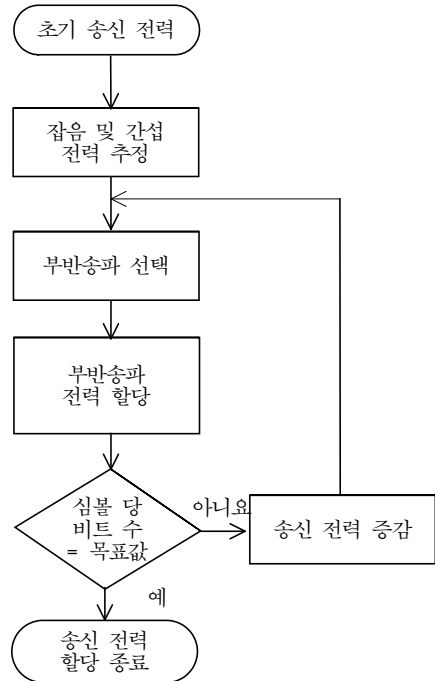 초기 송신 전력
잡음 및 간섭
전력 추정
부반송파 선택
부반송파
전력 할당
심볼 당
비트 수
= 목표값
아니요
송신 전력 증감
예
송신 전력
할당 종료